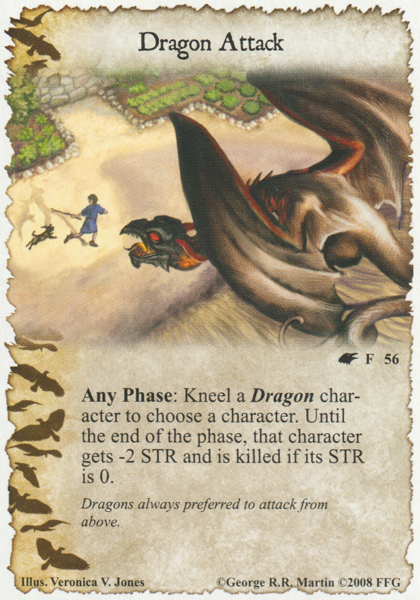 Dragon Attack
F 56
Any Phase: Kneel a Dragon char-
acter to choose a character. Until
the end of the phase, that character
gets -2 STR and is killed if its STR
is 0.
Dragons always preferred to attack from
above.
Illus. Veronica V. Jones ©George R.R. Martin ©2008 FFG